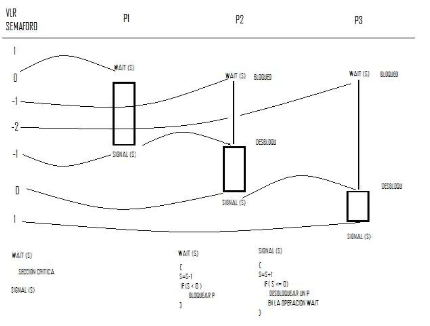 VLR
SEMAFORO
P1
P2
P3
1
0
-1
-2
-1
0
1
WAIT (S)
WAIT (S)
BLOQUEO
WAIT (S)
BLOQUEO
SIGNAL (S)
DESBLOQU
SIGNAL (S)
DESBLOQU
SIGNAL (S)
WAIT (S)
SECCION CRITICA
SIGNAL (S)
WAIT (S)
{
S=S-1
IF(S < 0 )
BLOQUEAR P
}
SIGNAL (S)
{
S=S+1
IF( S <= 0)
DESBLOQUEAR UN P
EN LA OPERACION WAIT
}